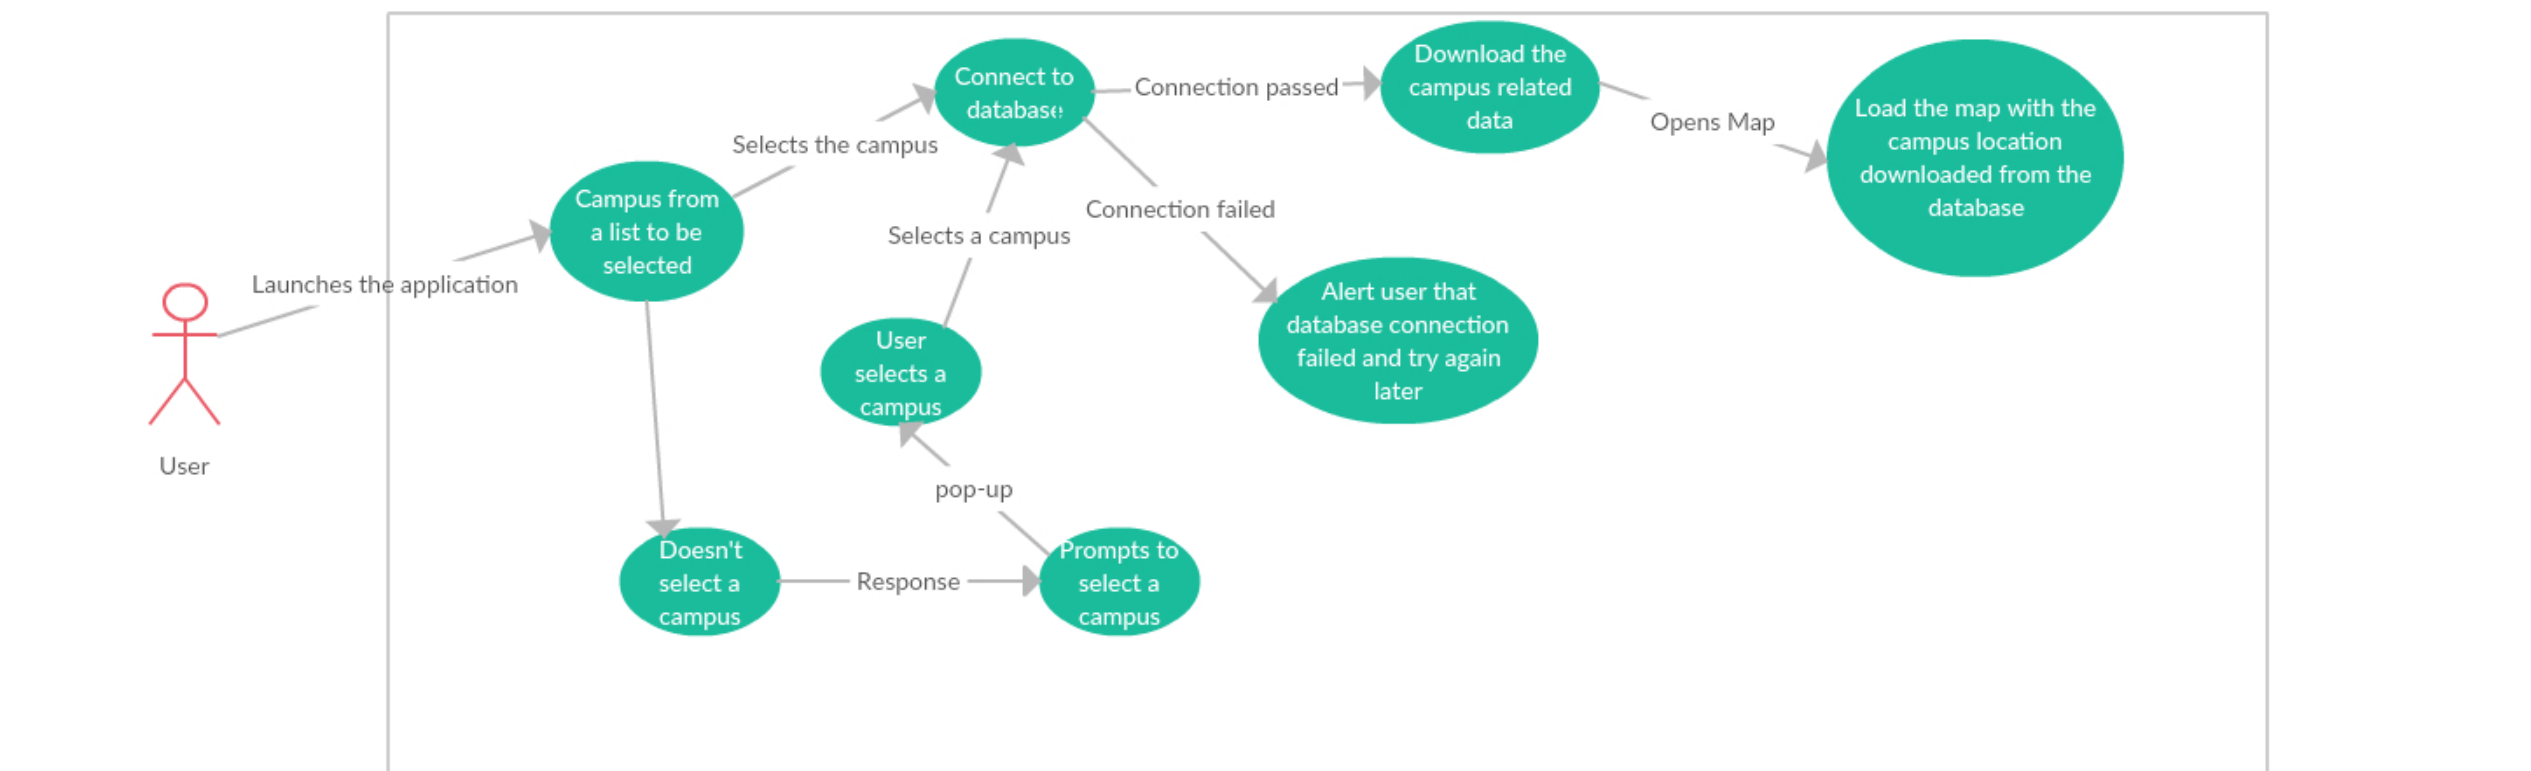 Launches the application
User
Campus from
a list to be
selected
Selects the campus
Connect to
database
Connection passed
Download the
campus related
data
Opens Map
Load the map with the
campus location
downloaded from the
database
Connection failed
Alert user that
database connection
failed and try again
later
Selects a campus
User
selects a
campus
pop-up
Doesn't
select a
campus
Response
Prompts to
select a
campus